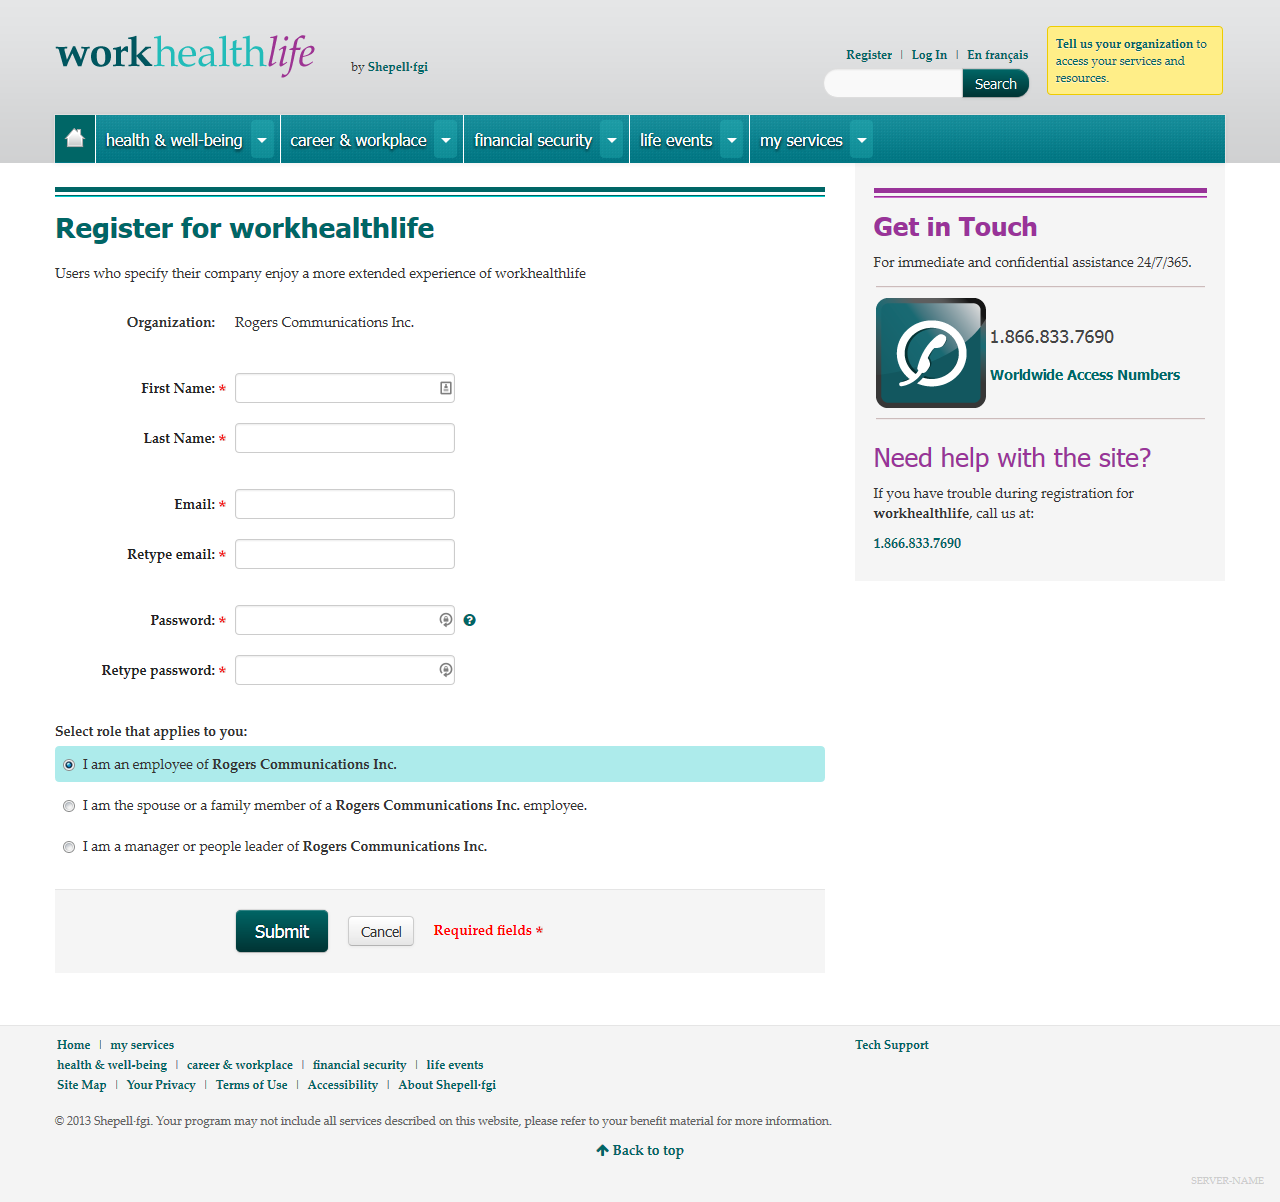 workhealthlife
by Shepell·fgi
Register | Log In | En français
Search
Tell us your organization to
access your services and
resources.
health & well-being
career & workplace
financial security
life events
my services
Register for workhealthlife
Users who specify their company enjoy a more extended experience of workhealthlife
Organization: Rogers Communications Inc.
First Name: *
Last Name: *
Email: *
Retype email: *
Password: * ?
Retype password: *
Select role that applies to you:
I am an employee of Rogers Communications Inc.
I am the spouse or a family member of a Rogers Communications Inc. employee.
I am a manager or people leader of Rogers Communications Inc.
Submit
Cancel
Required fields *
Get in Touch
For immediate and confidential assistance 24/7/365.
1.866.833.7690
Worldwide Access Numbers
Need help with the site?
If you have trouble during registration for
workhealthlife, call us at:
1.866.833.7690
Home | my services
health & well-being | career & workplace | financial security | life events
Site Map | Your Privacy | Terms of Use | Accessibility | About Shepell·fgi
Tech Support
© 2013 Shepell·fgi. Your program may not include all services described on this website, please refer to your benefit material for more information.
Back to top
SERVER-NAME